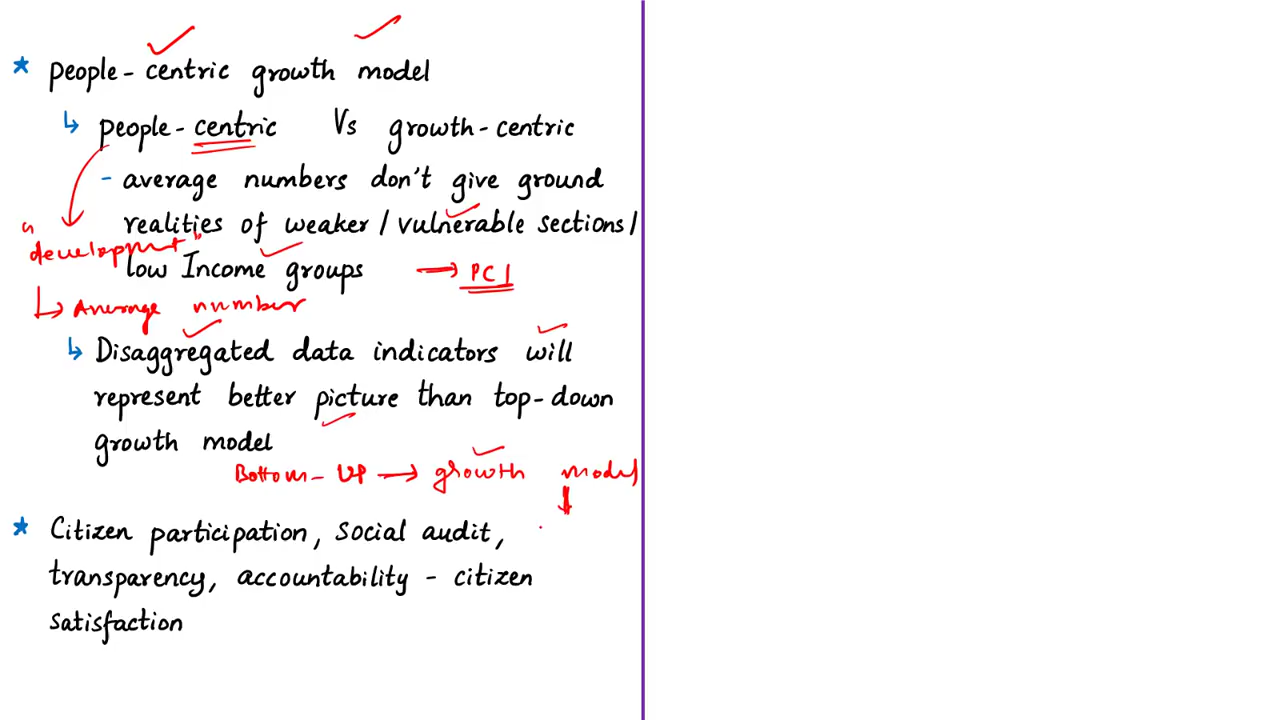 * people-centric growth model
↳ people-centric Vs growth-centric
- average numbers don't give ground
realities of weaker/vulnerable sections/
"development"
low Income groups → PCI
↳ Average number
↳ Disaggregated data indicators will
represent better picture than top-down
growth model
Bottom-UP → growth model
* Citizen participation, social audit,
transparency, accountability - citizen
satisfaction